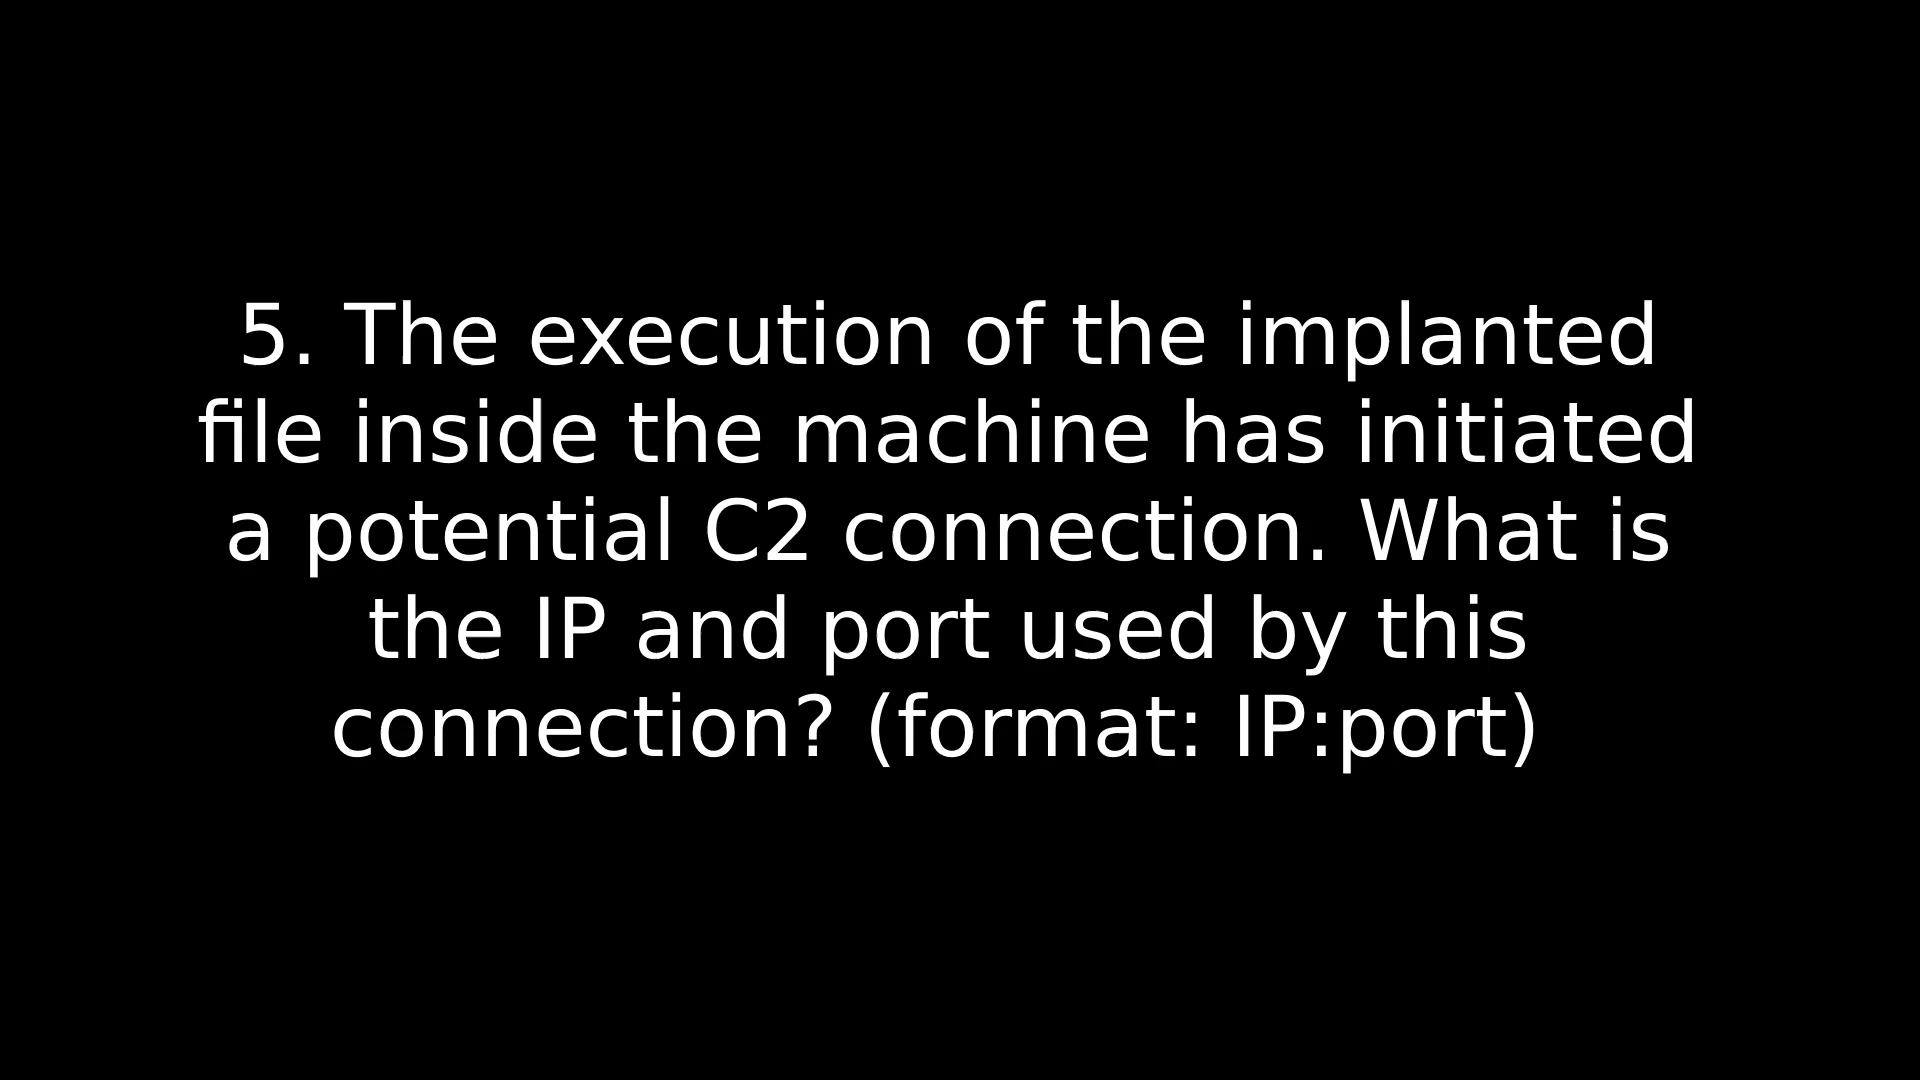 5. The execution of the implanted
file inside the machine has initiated
a potential C2 connection. What is
the IP and port used by this
connection? (format: IP:port)